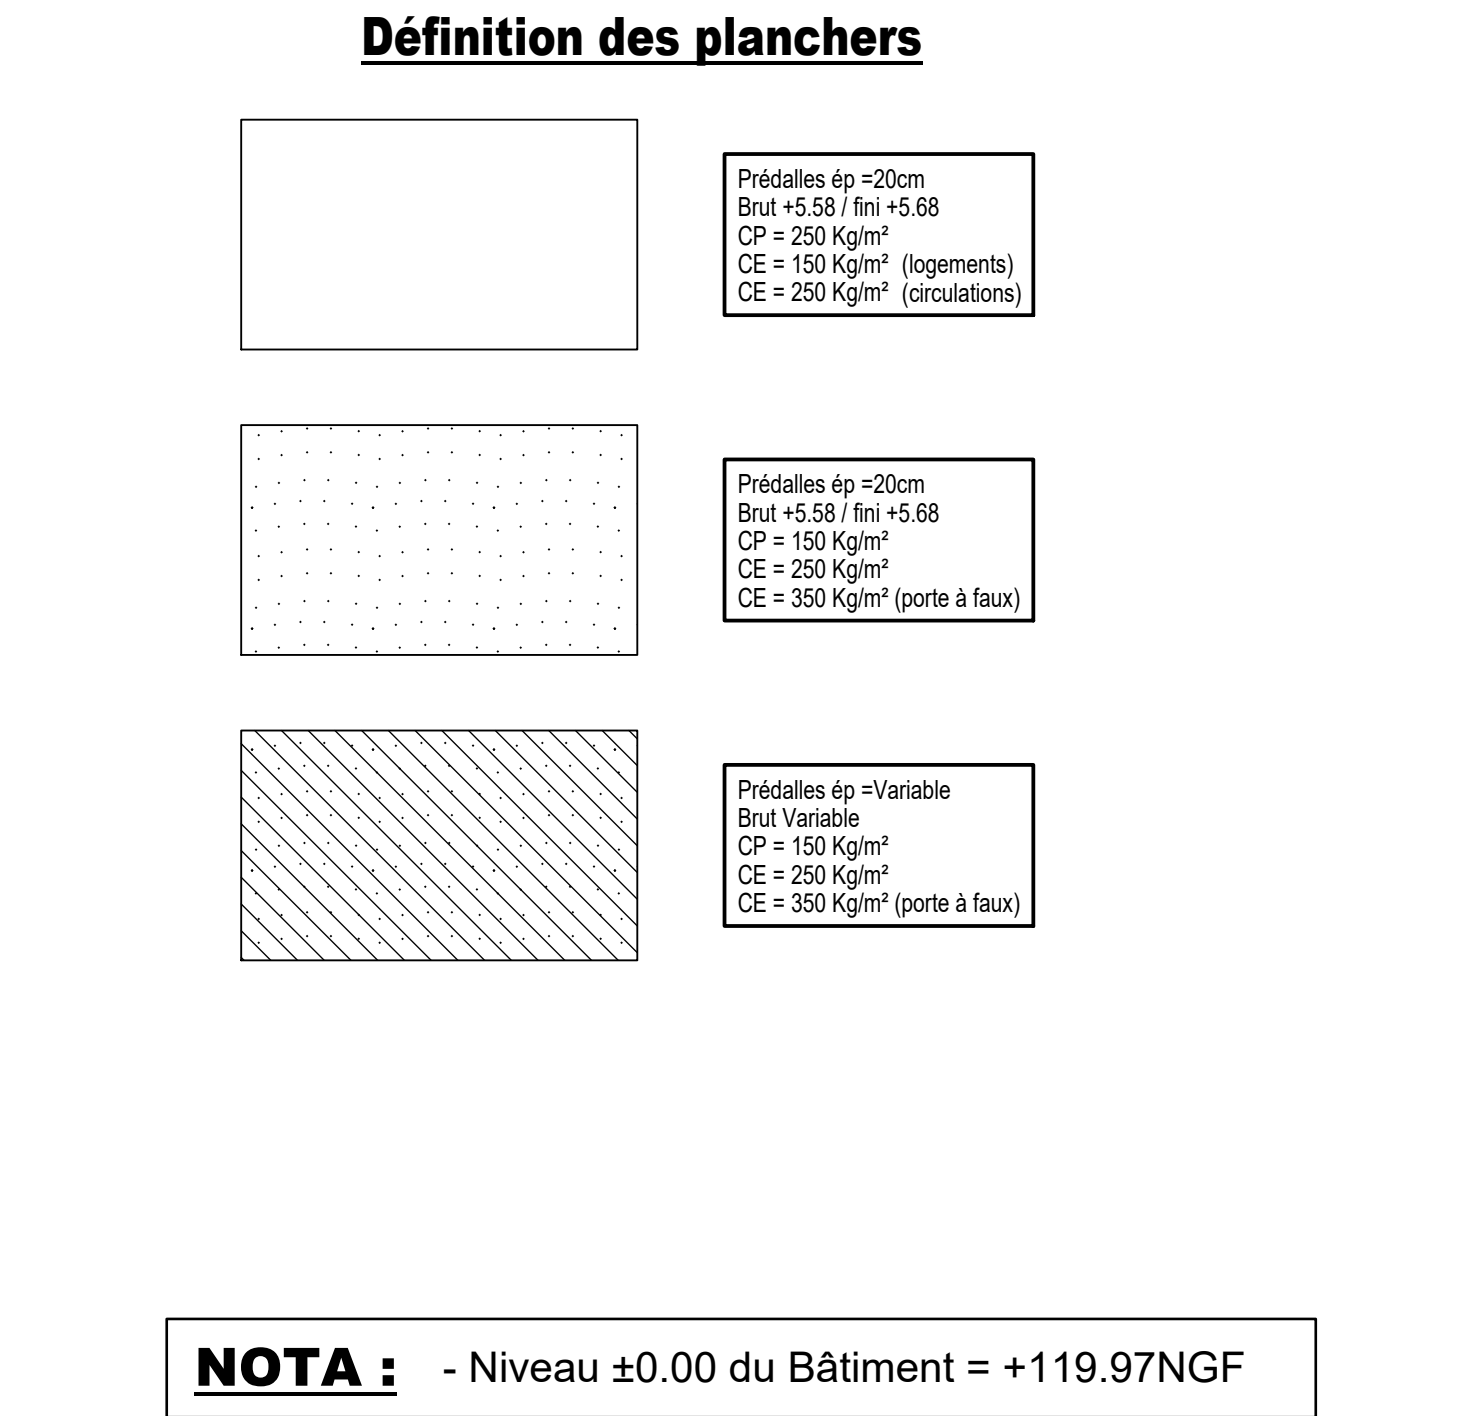 Définition des planchers
Prédalles ép =20cm
Brut +5.58 / fini +5.68
CP = 250 Kg/m²
CE = 150 Kg/m² (logements)
CE = 250 Kg/m² (circulations)
Prédalles ép =20cm
Brut +5.58 / fini +5.68
CP = 150 Kg/m²
CE = 250 Kg/m²
CE = 350 Kg/m² (porte à faux)
Prédalles ép =Variable
Brut Variable
CP = 150 Kg/m²
CE = 250 Kg/m²
CE = 350 Kg/m² (porte à faux)
NOTA : - Niveau ±0.00 du Bâtiment = +119.97NGF